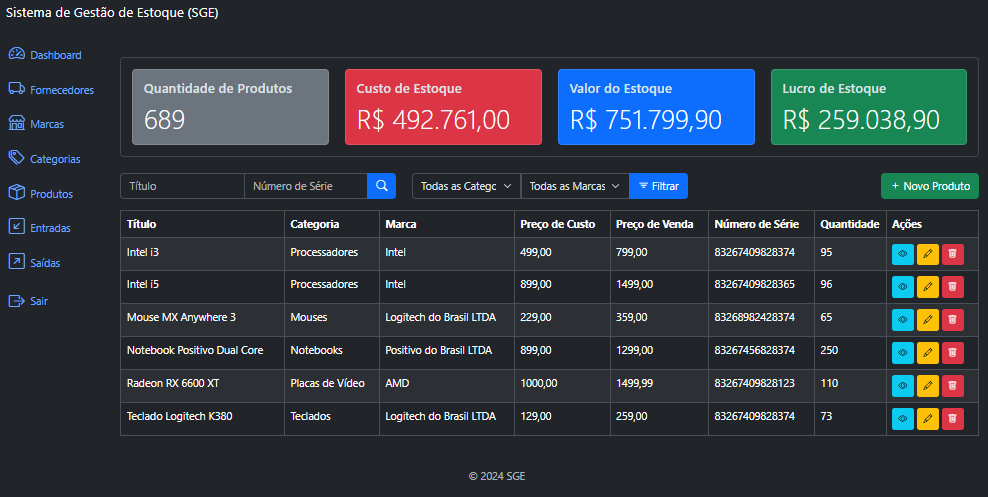 Sistema de Gestão de Estoque (SGE)
Dashboard
Fornecedores
Marcas
Categorias
Produtos
Entradas
Saídas
Sair
Quantidade de Produtos
689
Custo de Estoque
R$ 492.761,00
Valor do Estoque
R$ 751.799,90
Lucro de Estoque
R$ 259.038,90
Título Número de Série Todas as Catego Todas as Marcas Filtrar + Novo Produto
Título Categoria Marca Preço de Custo Preço de Venda Número de Série Quantidade Ações
Intel i3 Processadores Intel 499,00 799,00 83267409828374 95
Intel i5 Processadores Intel 899,00 1499,00 83267409828365 96
Mouse MX Anywhere 3 Mouses Logitech do Brasil LTDA 229,00 359,00 83268982428374 65
Notebook Positivo Dual Core Notebooks Positivo do Brasil LTDA 899,00 1299,00 83267456828374 250
Radeon RX 6600 XT Placas de Vídeo AMD 1000,00 1499,99 83267409828123 110
Teclado Logitech K380 Teclados Logitech do Brasil LTDA 129,00 259,00 83267409828374 73
© 2024 SGE